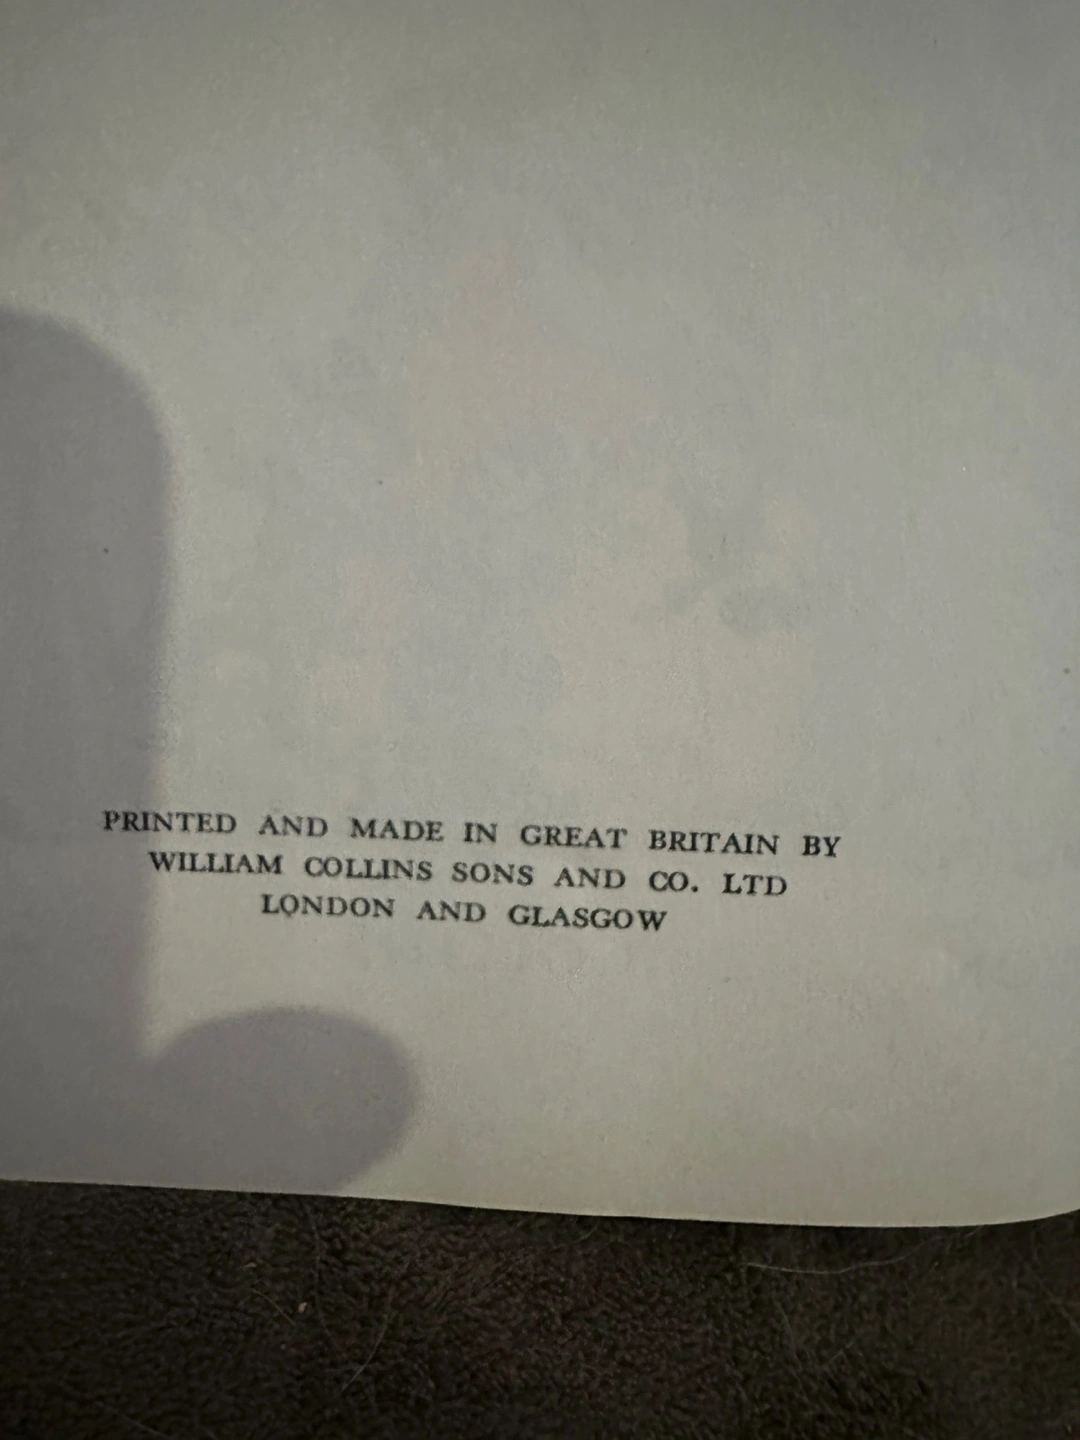 PRINTED AND MADE IN GREAT BRITAIN BY
WILLIAM COLLINS SONS AND CO. LTD
LONDON AND GLASGOW